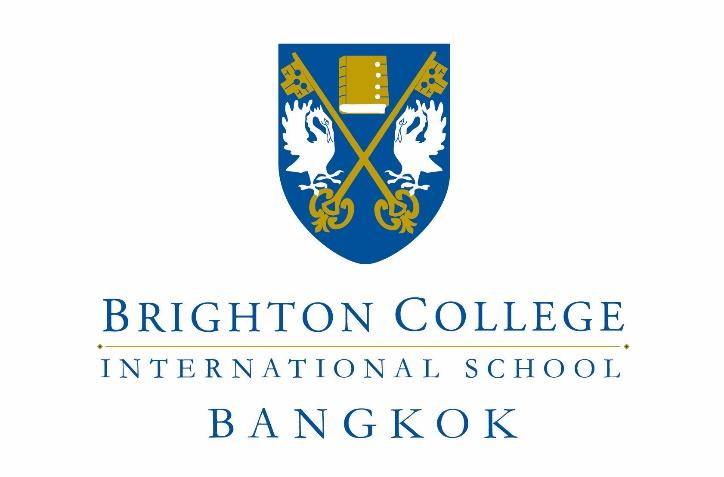 BRIGHTON COLLEGE
INTERNATIONAL SCHOOL
BANGKOK